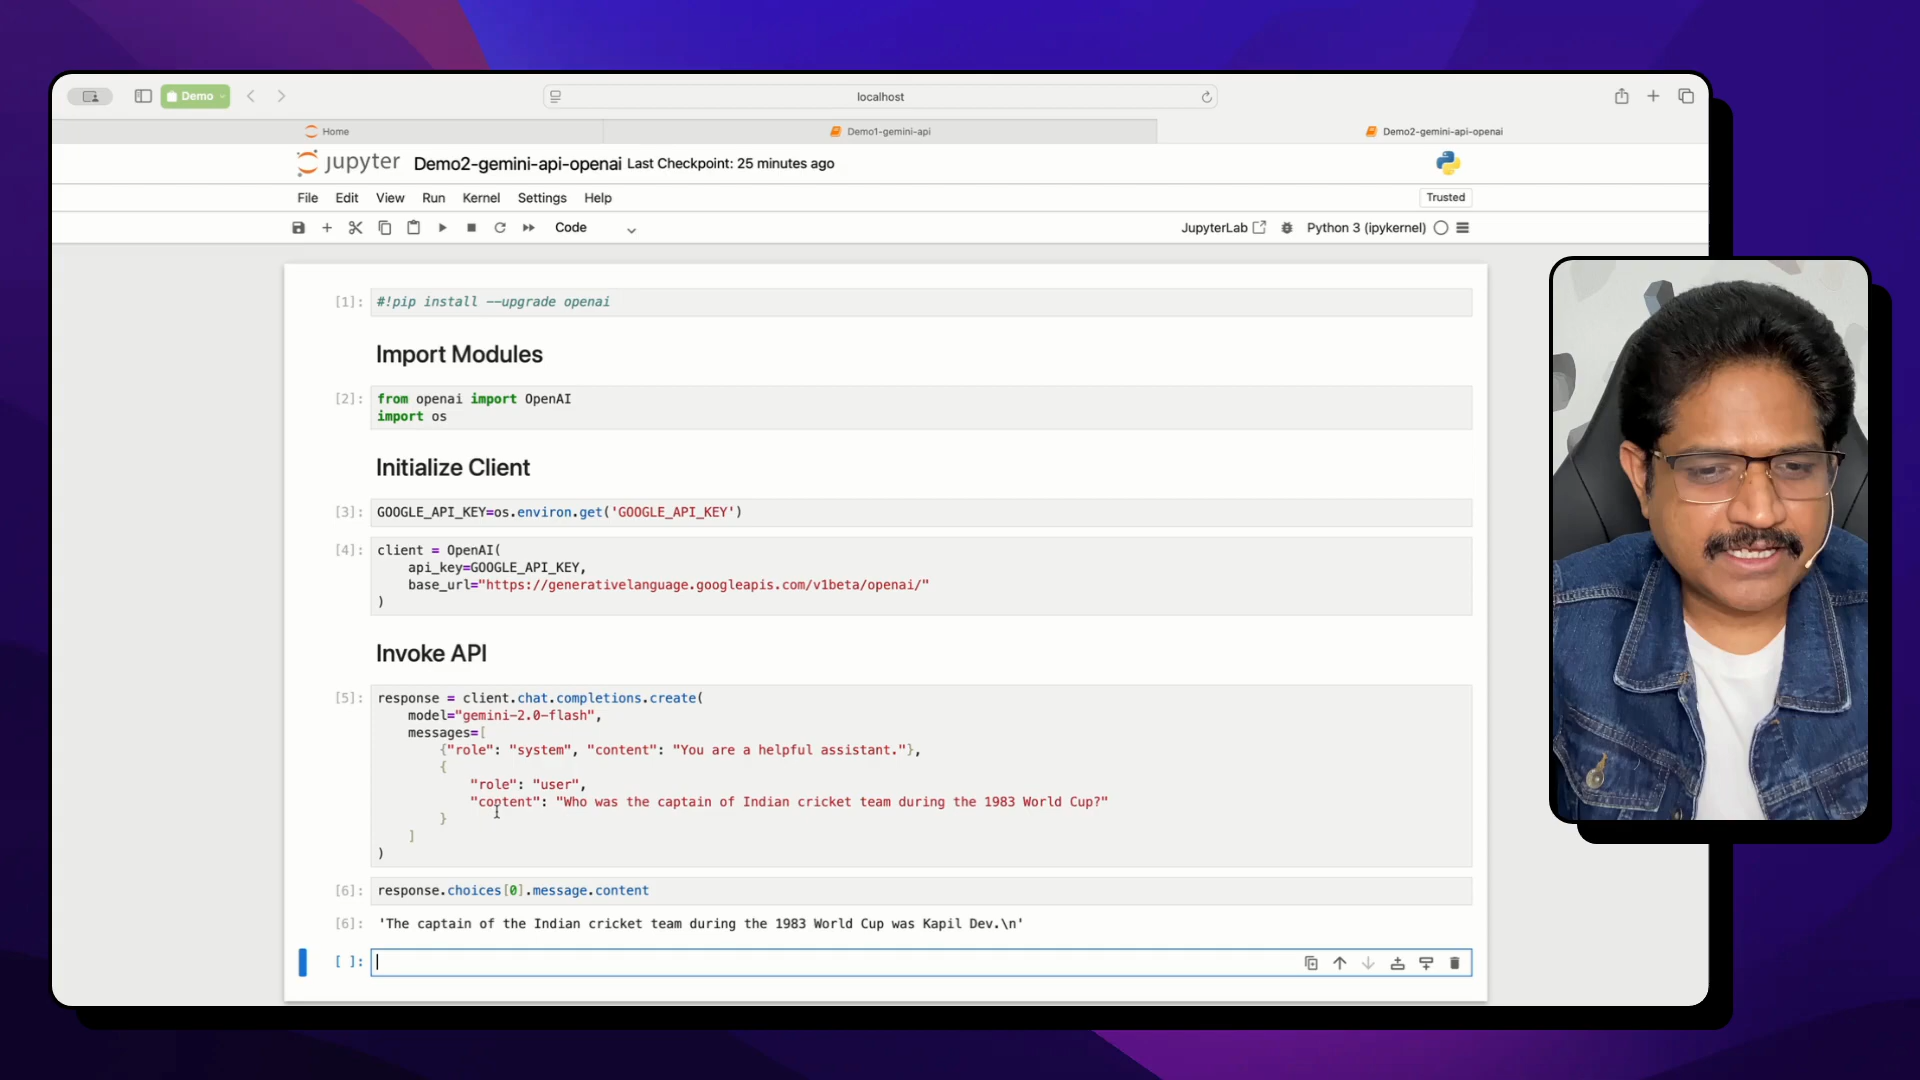 Demo
localhost
Home
Demo1-gemini-api
Demo2-gemini-api-openai
jupyter Demo2-gemini-api-openai Last Checkpoint: 25 minutes ago
File Edit View Run Kernel Settings Help
Trusted
Code
JupyterLab
Python 3 (ipykernel)
[1]: #!pip install --upgrade openai
Import Modules
[2]: from openai import OpenAI
import os
Initialize Client
[3]: GOOGLE_API_KEY=os.environ.get('GOOGLE_API_KEY')
[4]: client = OpenAI(
api_key=GOOGLE_API_KEY,
base_url="https://generativelanguage.googleapis.com/v1beta/openai/"
)
Invoke API
[5]: response = client.chat.completions.create(
model="gemini-2.0-flash",
messages=[
{"role": "system", "content": "You are a helpful assistant."},
{
"role": "user",
"content": "Who was the captain of Indian cricket team during the 1983 World Cup?"
}
]
)
[6]: response.choices[0].message.content
[6]: 'The captain of the Indian cricket team during the 1983 World Cup was Kapil Dev.\n'
[ ]: